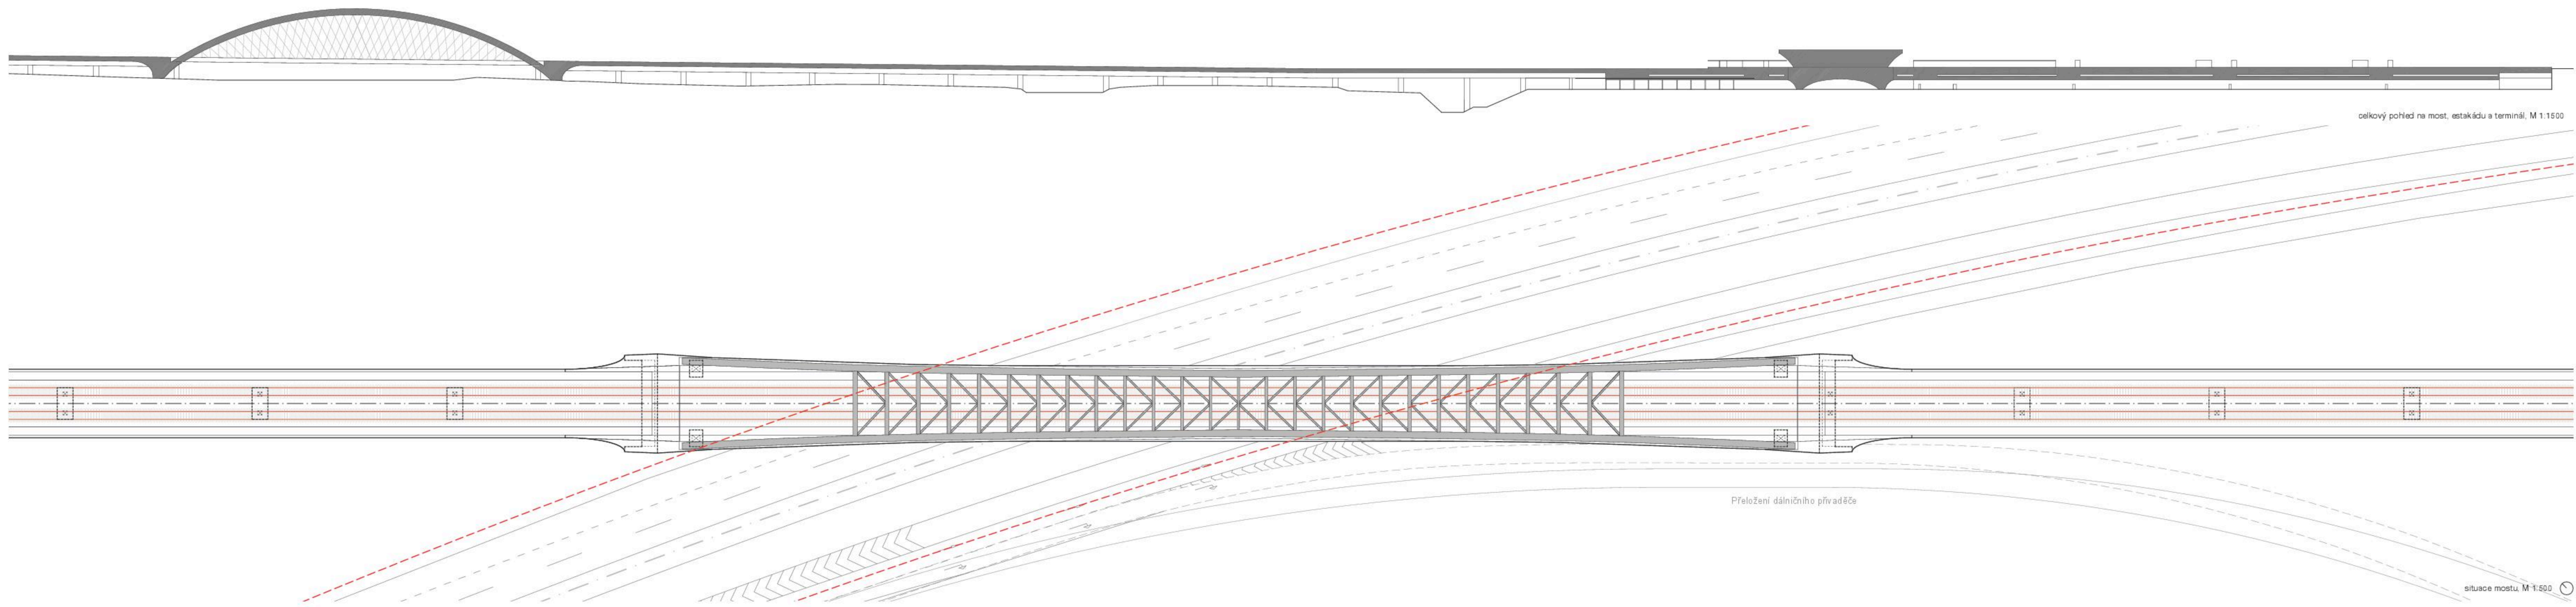 celkový pohled na most, estakádu a terminál, M 1:1500
Přeložení dálničního přivaděče
situace mostu, M 1:500